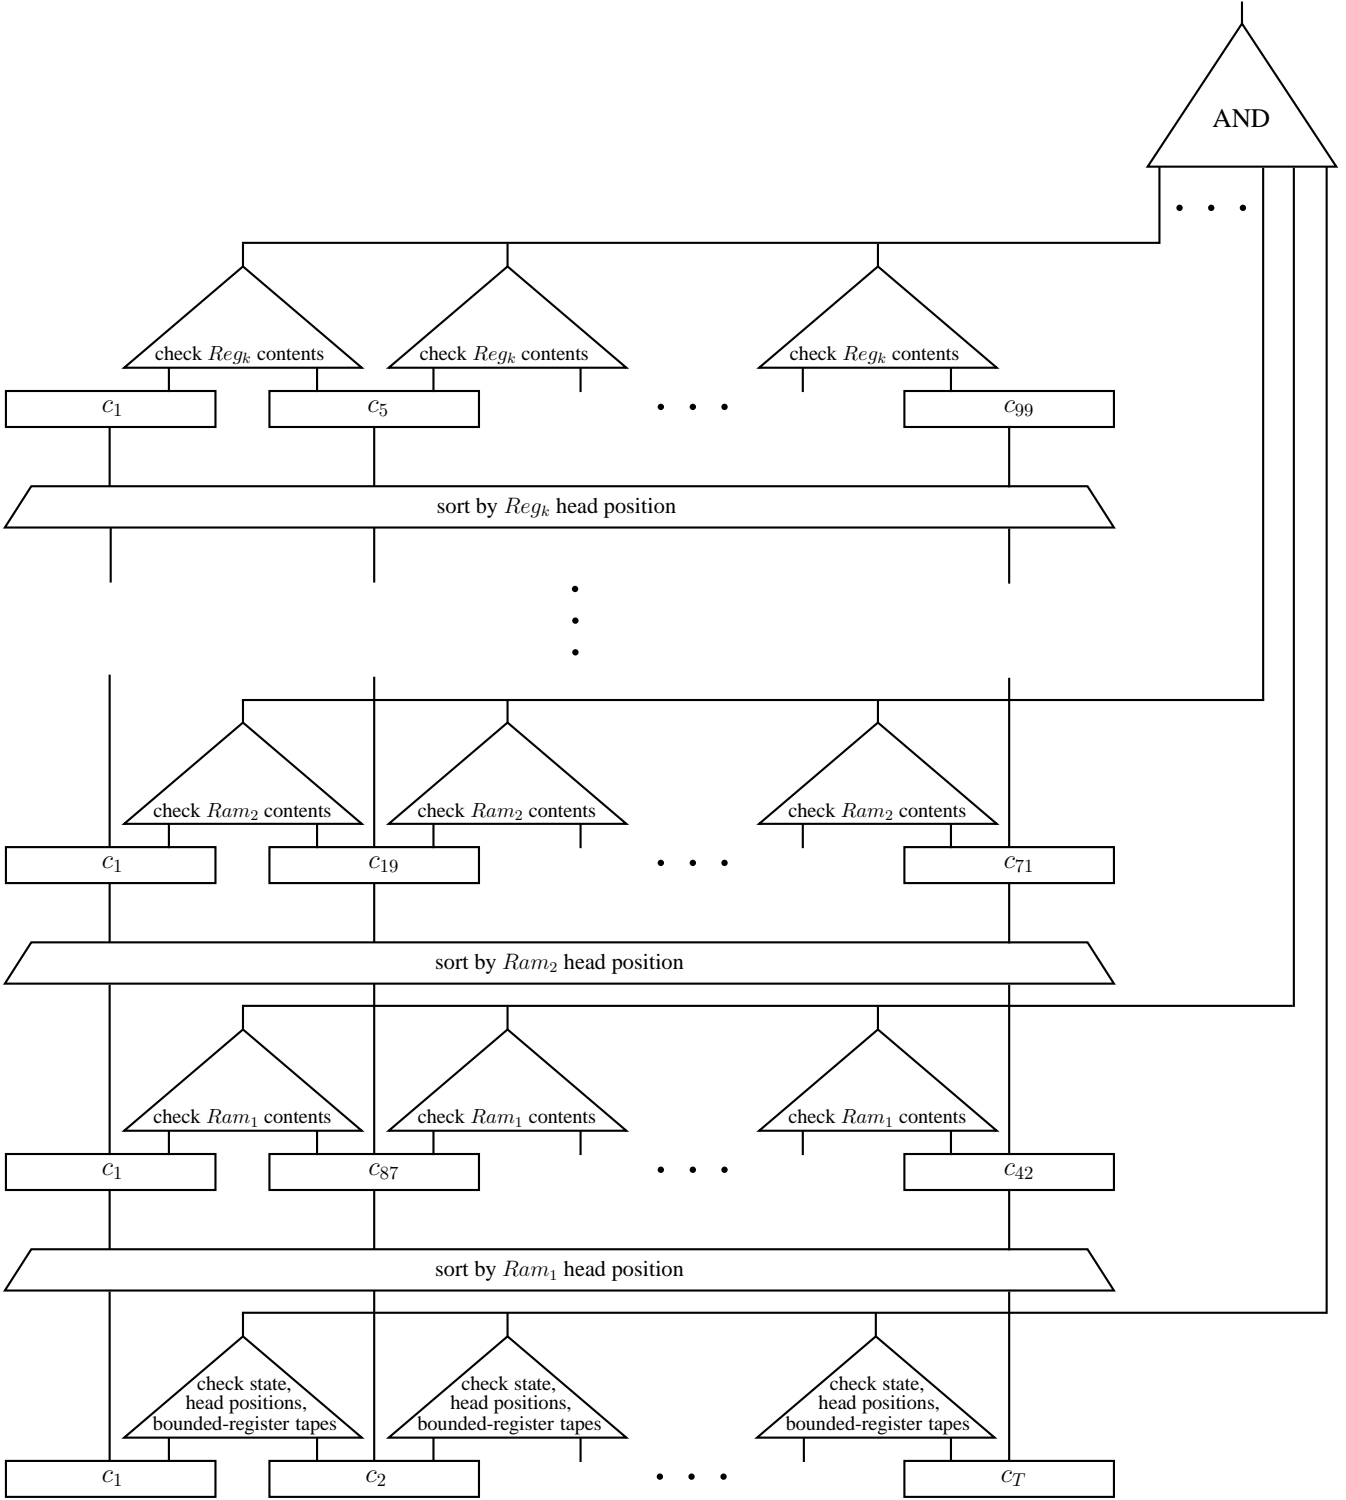 AND
check Reg_k contents check Reg_k contents check Reg_k contents
c_1 c_5 c_99
sort by Reg_k head position
check Ram_2 contents check Ram_2 contents check Ram_2 contents
c_1 c_19 c_71
sort by Ram_2 head position
check Ram_1 contents check Ram_1 contents check Ram_1 contents
c_1 c_87 c_42
sort by Ram_1 head position
check state, check state, check state,
head positions, head positions, head positions,
bounded-register tapes bounded-register tapes bounded-register tapes
c_1 c_2 c_T